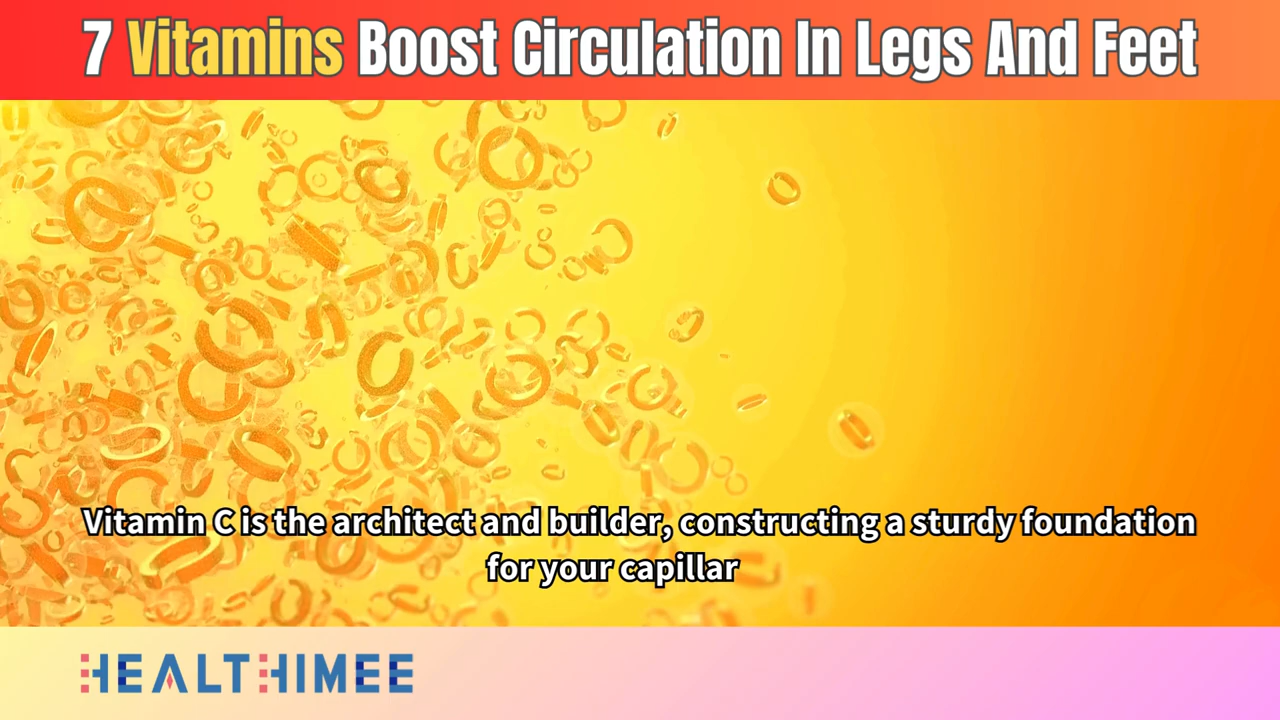 7 Vitamins Boost Circulation In Legs And Feet
Vitamin C is the architect and builder, constructing a sturdy foundation
for your capillar
HEALTHIMEE